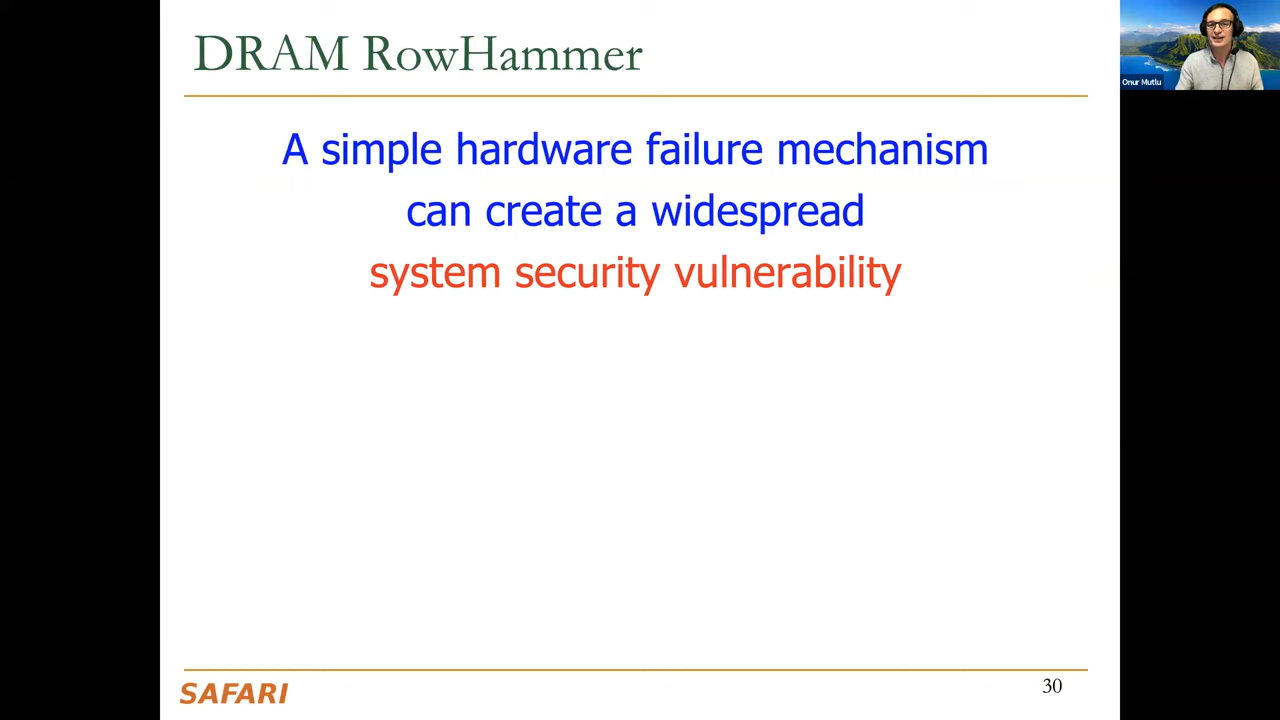 DRAM RowHammer
Onur Mutlu
A simple hardware failure mechanism
can create a widespread
system security vulnerability
SAFARI
30